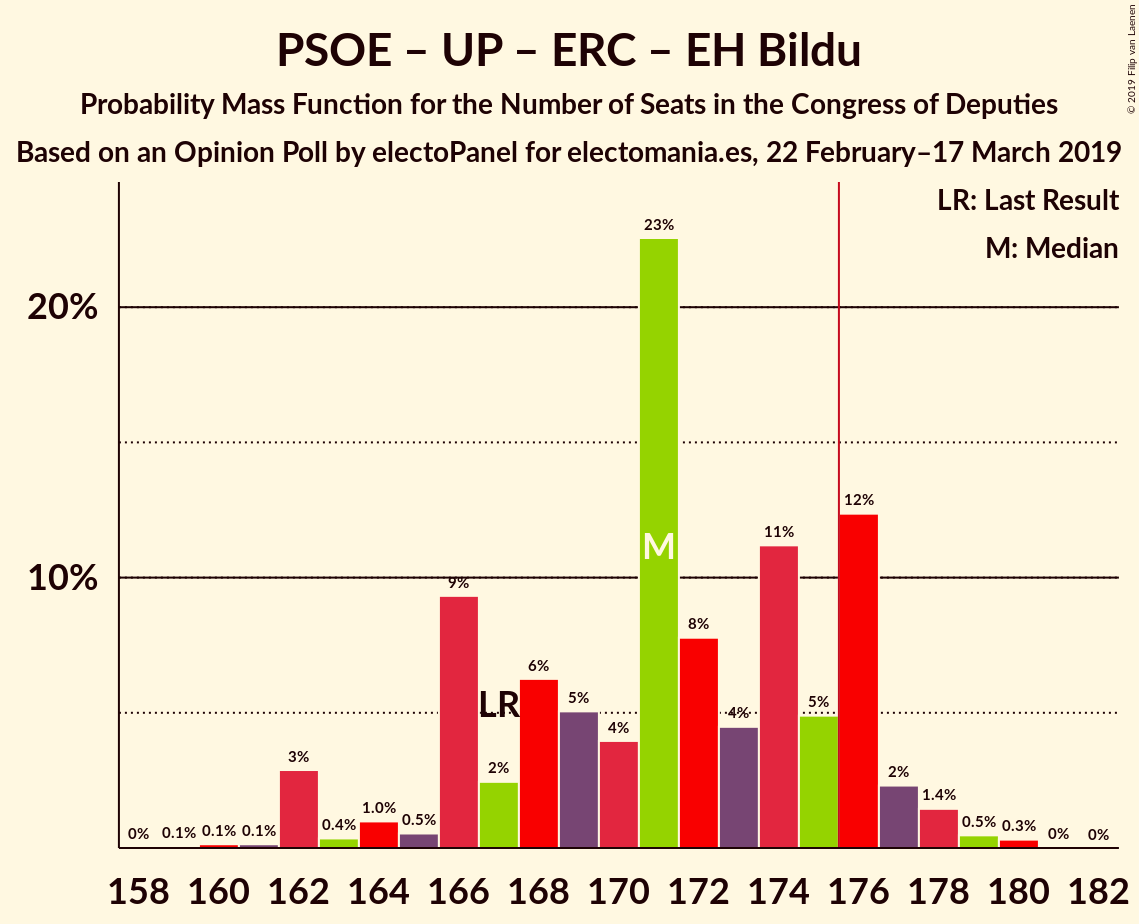 PSOE – UP – ERC – EH Bildu
Probability Mass Function for the Number of Seats in the Congress of Deputies
Based on an Opinion Poll by electoPanel for electomania.es, 22 February–17 March 2019
© 2019 Filip van Laenen
LR: Last Result
M: Median
20%
10%
0% 0.1% 0.1% 0.1% 3% 0.4% 1.0% 0.5% 9% 2% 6% 5% 4% 23% 8% 4% 11% 5% 12% 2% 1.4% 0.5% 0.3% 0% 0%
LR
M
158 160 162 164 166 168 170 172 174 176 178 180 182